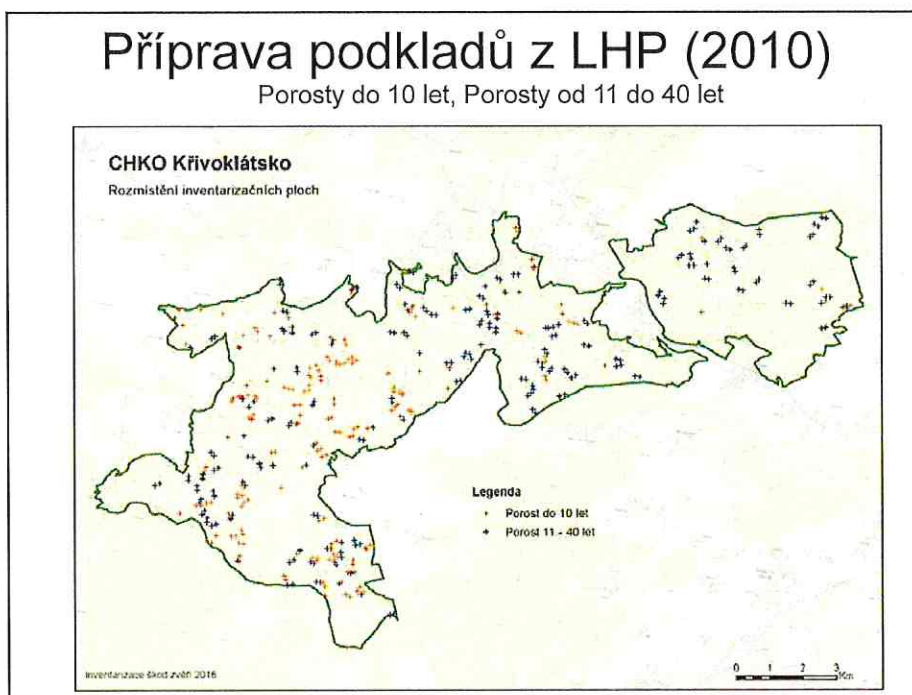 Příprava podkladů z LHP (2010)
Porosty do 10 let, Porosty od 11 do 40 let
CHKO Křivoklátsko
Rozmístění inventarizačních ploch
Legenda
Porost do 10 let
Porost 11 - 40 let
Inventarizace škod zvěří 2016
0 1 2 3
Km